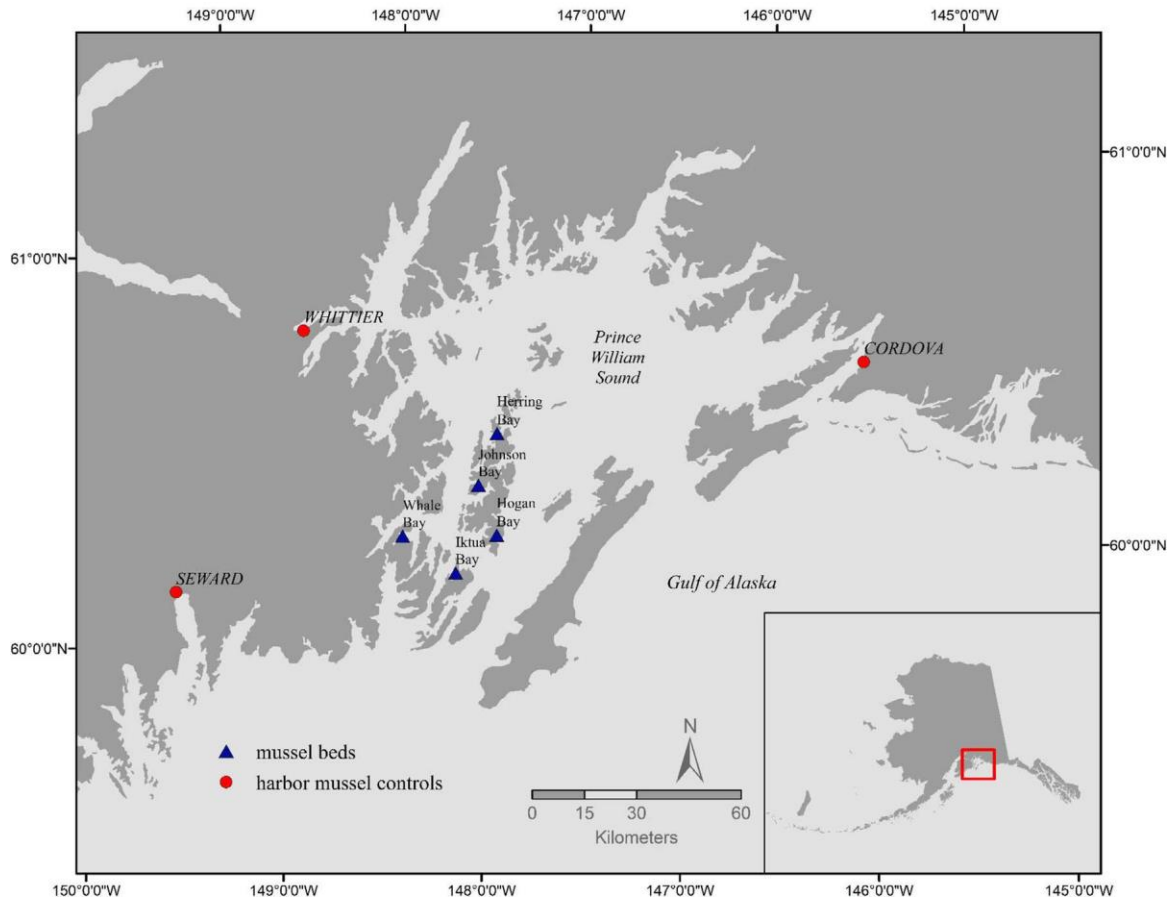 149°0'0"W
148°0'0"W
147°0'0"W
146°0'0"W
145°0'0"W
61°0'0"N
61°0'0"N
WHITTIER
Prince
William
Sound
CORDOVA
Herring
Bay
Johnson
Bay
Whale
Bay
Hogan
Bay
Iktua
Bay
60°0'0"N
SEWARD
Gulf of Alaska
60°0'0"N
mussel beds
harbor mussel controls
N
0 15 30 60
Kilometers
150°0'0"W
149°0'0"W
148°0'0"W
147°0'0"W
146°0'0"W
145°0'0"W